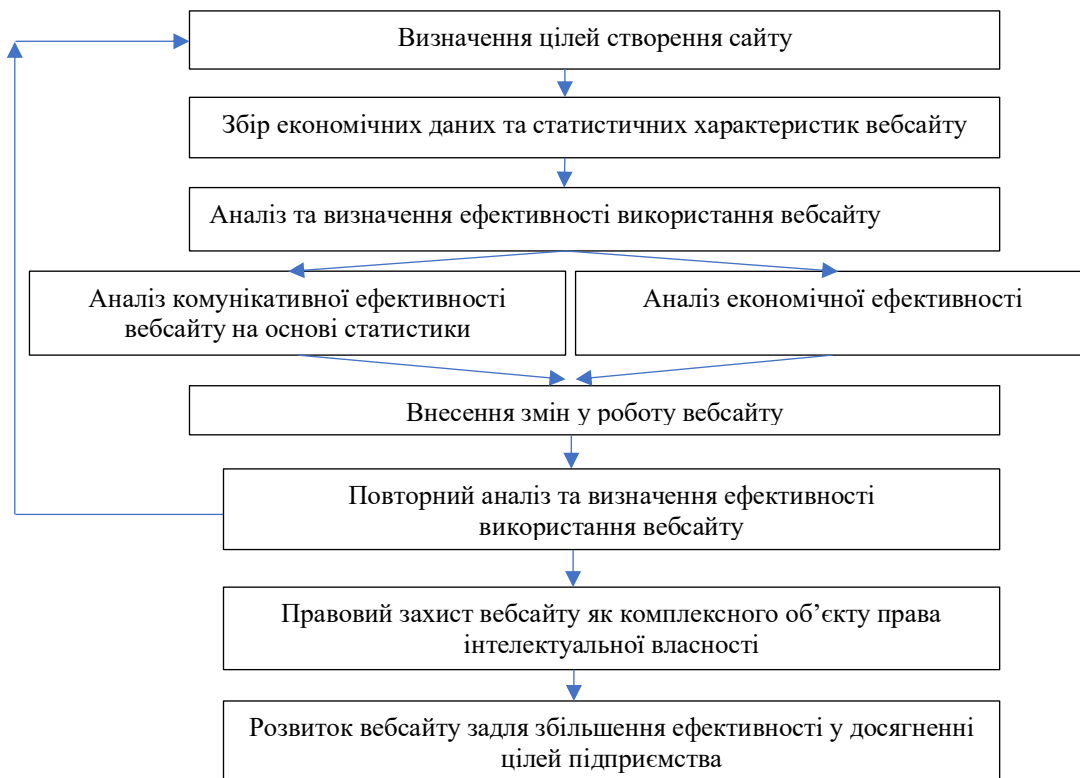 Визначення цілей створення сайту
Збір економічних даних та статистичних характеристик вебсайту
Аналіз та визначення ефективності використання вебсайту
Аналіз комунікативної ефективності
вебсайту на основі статистики
Аналіз економічної ефективності
Внесення змін у роботу вебсайту
Повторний аналіз та визначення ефективності
використання вебсайту
Правовий захист вебсайту як комплексного об’єкту права
інтелектуальної власності
Розвиток вебсайту задля збільшення ефективності у досягненні
цілей підприємства